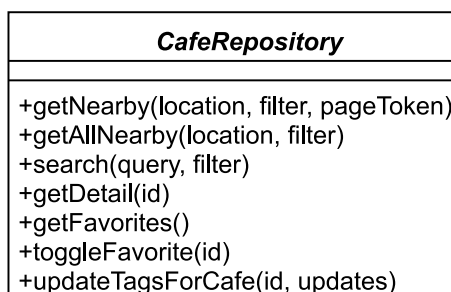 CafeRepository
+getNearby(location, filter, pageToken)
+getAllNearby(location, filter)
+search(query, filter)
+getDetail(id)
+getFavorites()
+toggleFavorite(id)
+updateTagsForCafe(id, updates)